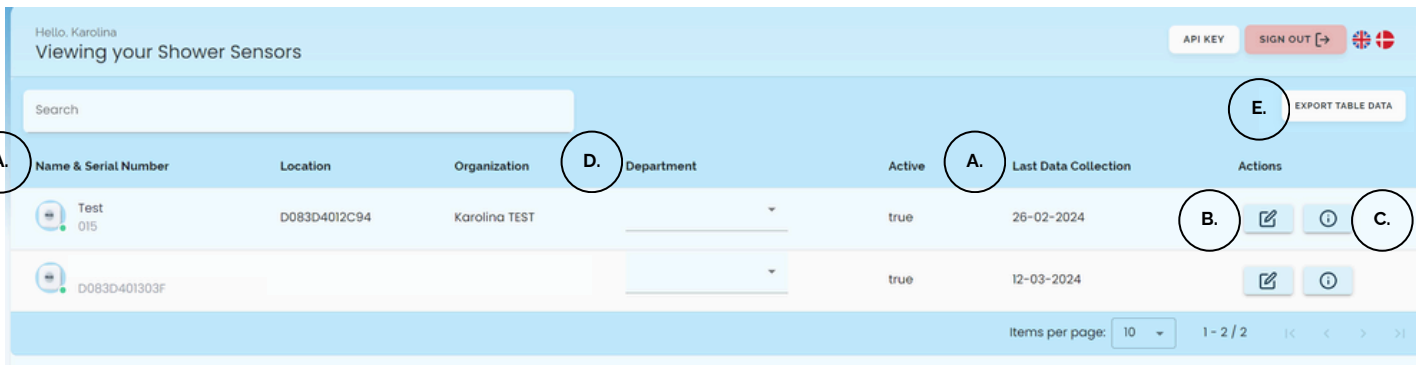 Hello, Karolina
Viewing your Shower Sensors
API KEY
SIGN OUT
Search
E.
EXPORT TABLE DATA
A.
Name & Serial Number
Location
Organization
D.
Department
Active
A.
Last Data Collection
Actions
Test
015
D083D4012C94
Karolina TEST
true
26-02-2024
B.
C.
D083D401303F
true
12-03-2024
Items per page:
10
1 - 2 / 2